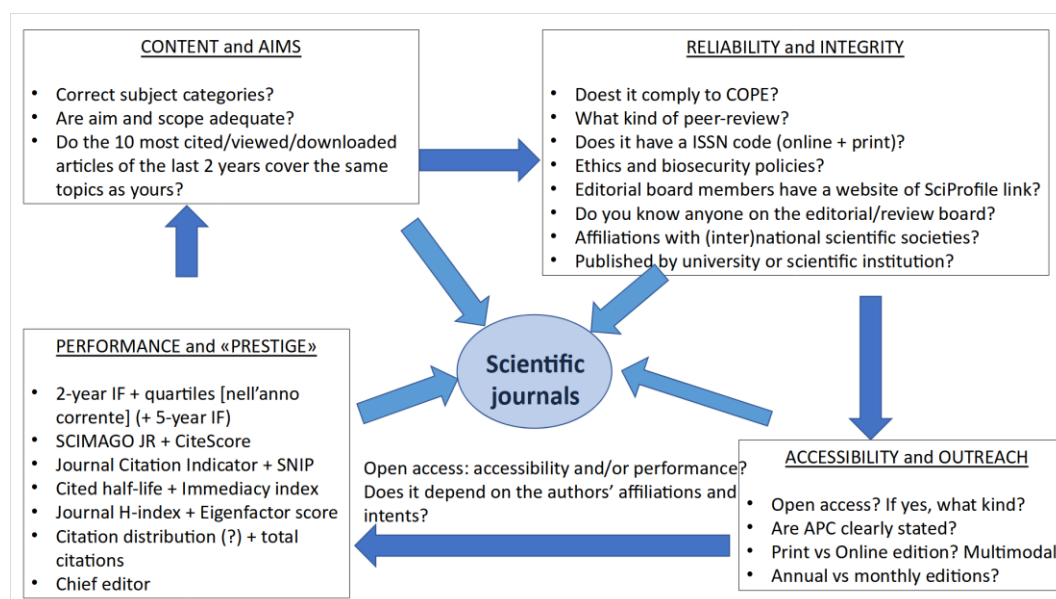 CONTENT and AIMS
• Correct subject categories?
• Are aim and scope adequate?
• Do the 10 most cited/viewed/downloaded
articles of the last 2 years cover the same
topics as yours?
RELIABILITY and INTEGRITY
• Doest it comply to COPE?
• What kind of peer-review?
• Does it have a ISSN code (online + print)?
• Ethics and biosecurity policies?
• Editorial board members have a website of SciProfile link?
• Do you know anyone on the editorial/review board?
• Affiliations with (inter)national scientific societies?
• Published by university or scientific institution?
Scientific
journals
PERFORMANCE and «PRESTIGE»
• 2-year IF + quartiles [nell’anno
corrente] (+ 5-year IF)
• SCIMAGO JR + CiteScore
• Journal Citation Indicator + SNIP
• Cited half-life + Immediacy index
• Journal H-index + Eigenfactor score
• Citation distribution (?) + total
citations
• Chief editor
Open access: accessibility and/or performance?
Does it depend on the authors’ affiliations and
intents?
ACCESSIBILITY and OUTREACH
• Open access? If yes, what kind?
• Are APC clearly stated?
• Print vs Online edition? Multimodal
• Annual vs monthly editions?